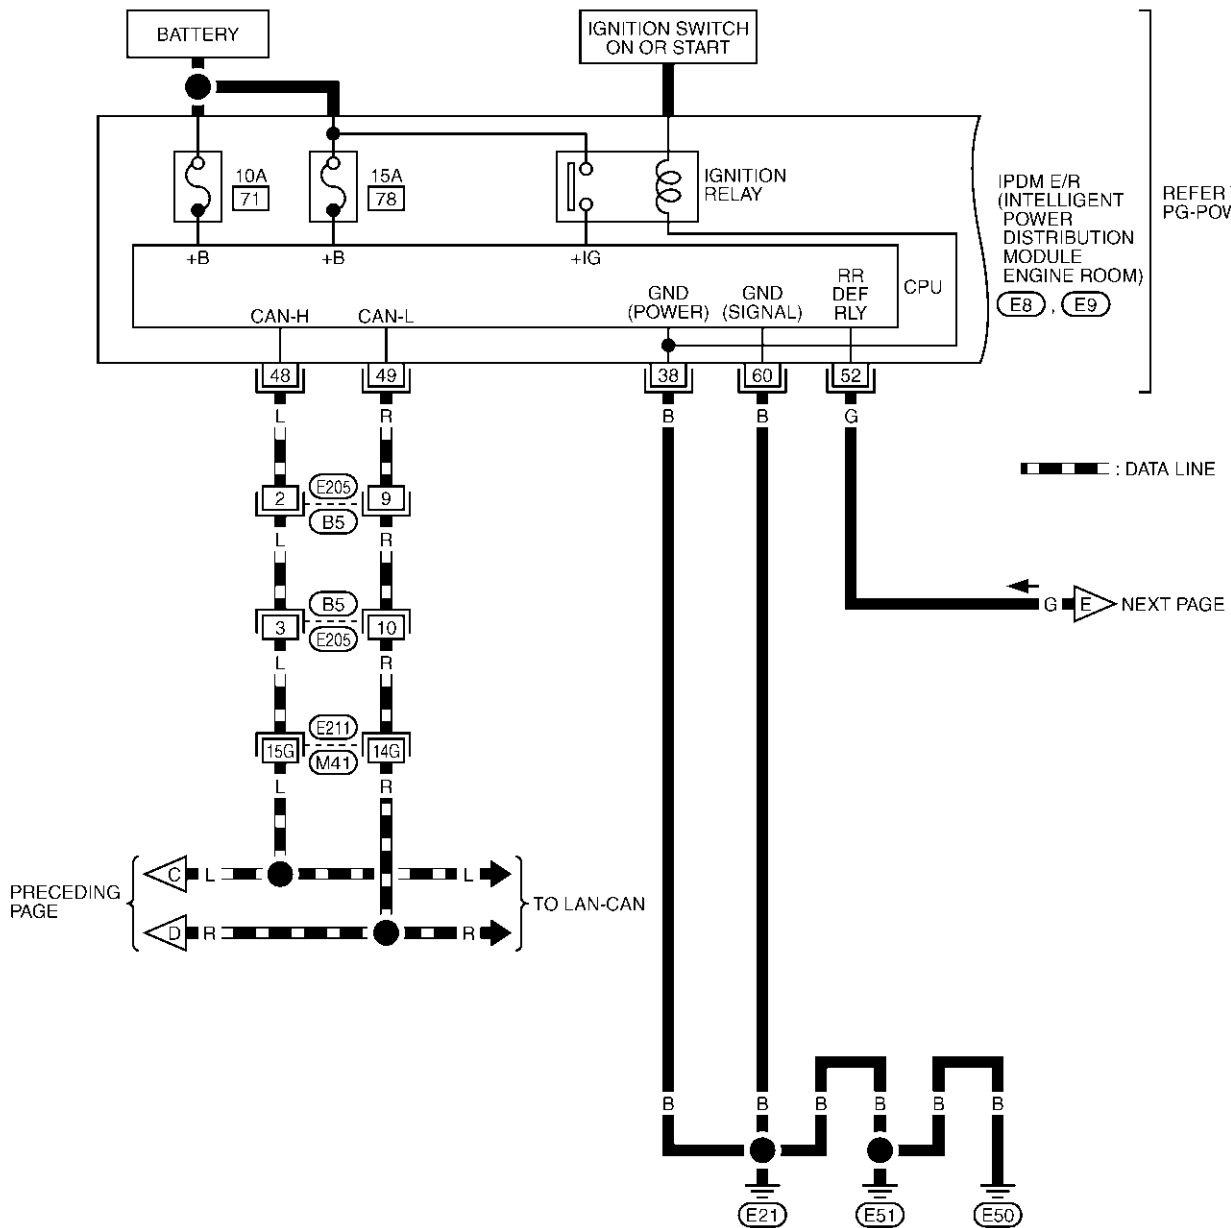 BATTERY
IGNITION SWITCH
ON OR START
10A
71
15A
78
IGNITION
RELAY
IPDM E/R
(INTELLIGENT
POWER
DISTRIBUTION
MODULE
ENGINE ROOM)
E8 , E9
REFER
PG-POW
+B
+B
+IG
CPU
CAN-H
CAN-L
GND
(POWER)
GND
(SIGNAL)
RR
DEF
RLY
48
49
38
60
52
L
R
B
B
G
: DATA LINE
2
E205
B5
9
L
R
3
B5
E205
10
L
R
G
E
NEXT PAGE
15G
E211
M41
14G
L
R
PRECEDING
PAGE
C
L
L
D
R
R
TO LAN-CAN
B
B
B
B
B
B
E21
E51
E50